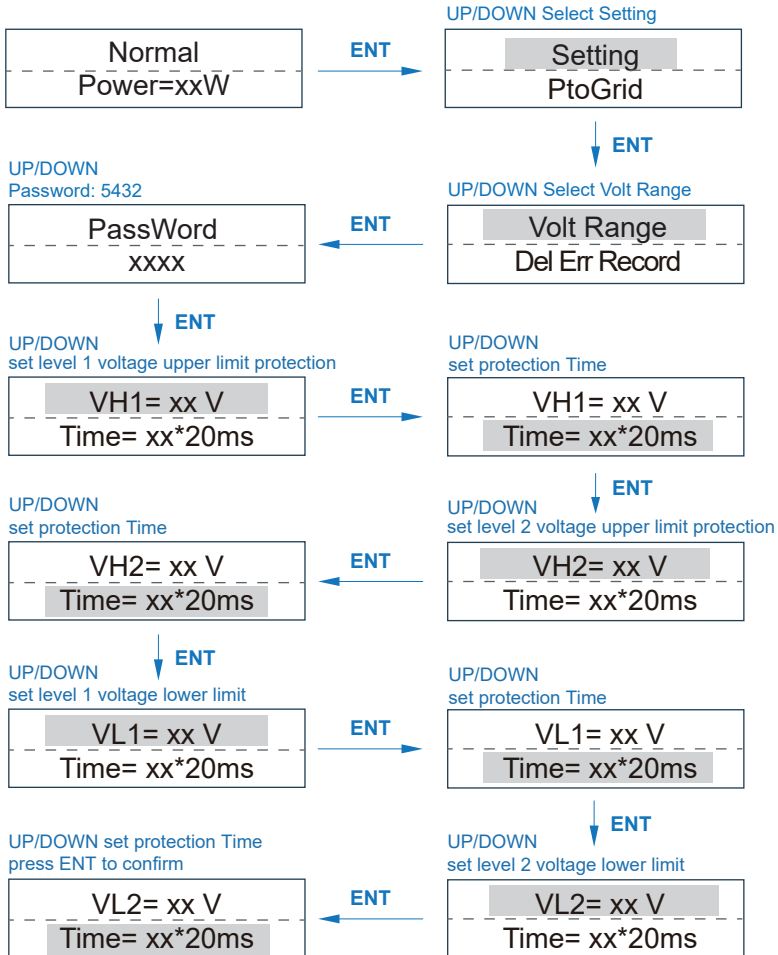 UP/DOWN Select Setting
Normal
Power=xxW
ENT
Setting
PtoGrid
ENT
UP/DOWN
Password: 5432
UP/DOWN Select Volt Range
PassWord
xxxx
ENT
Volt Range
Del Err Record
ENT
UP/DOWN
set level 1 voltage upper limit protection
UP/DOWN
set protection Time
VH1= xx V
Time= xx*20ms
ENT
VH1= xx V
Time= xx*20ms
ENT
UP/DOWN
set protection Time
UP/DOWN
set level 2 voltage upper limit protection
VH2= xx V
Time= xx*20ms
ENT
VH2= xx V
Time= xx*20ms
ENT
UP/DOWN
set level 1 voltage lower limit
UP/DOWN
set protection Time
VL1= xx V
Time= xx*20ms
ENT
VL1= xx V
Time= xx*20ms
ENT
UP/DOWN set protection Time
press ENT to confirm
UP/DOWN
set level 2 voltage lower limit
VL2= xx V
Time= xx*20ms
ENT
VL2= xx V
Time= xx*20ms